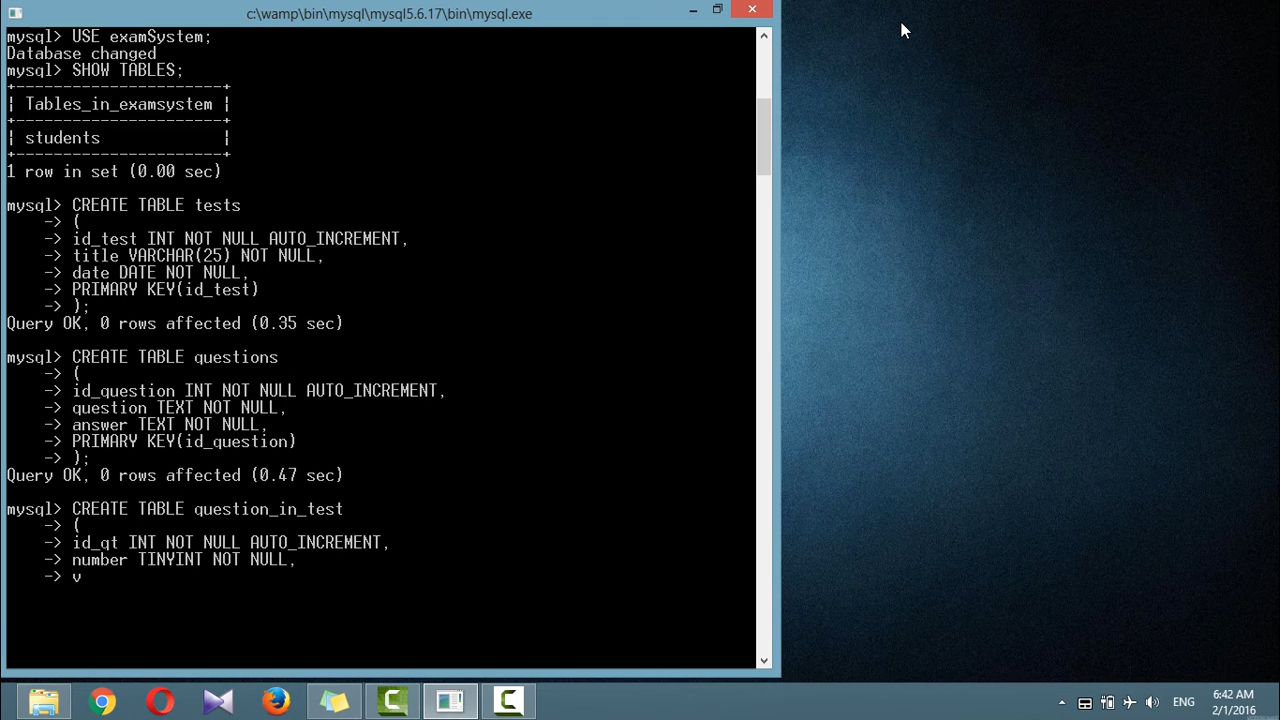 c:\wamp\bin\mysql\mysql5.6.17\bin\mysql.exe
mysql> USE examSystem;
Database changed
mysql> SHOW TABLES;
+----------------------+
| Tables_in_examsystem |
+----------------------+
| students             |
+----------------------+
1 row in set (0.00 sec)
mysql> CREATE TABLE tests
    -> (
    -> id_test INT NOT NULL AUTO_INCREMENT,
    -> title VARCHAR(25) NOT NULL,
    -> date DATE NOT NULL,
    -> PRIMARY KEY(id_test)
    -> );
Query OK, 0 rows affected (0.35 sec)
mysql> CREATE TABLE questions
    -> (
    -> id_question INT NOT NULL AUTO_INCREMENT,
    -> question TEXT NOT NULL,
    -> answer TEXT NOT NULL,
    -> PRIMARY KEY(id_question)
    -> );
Query OK, 0 rows affected (0.47 sec)
mysql> CREATE TABLE question_in_test
    -> (
    -> id_qt INT NOT NULL AUTO_INCREMENT,
    -> number TINYINT NOT NULL,
    -> v
ENG
6:42 AM
2/1/2016